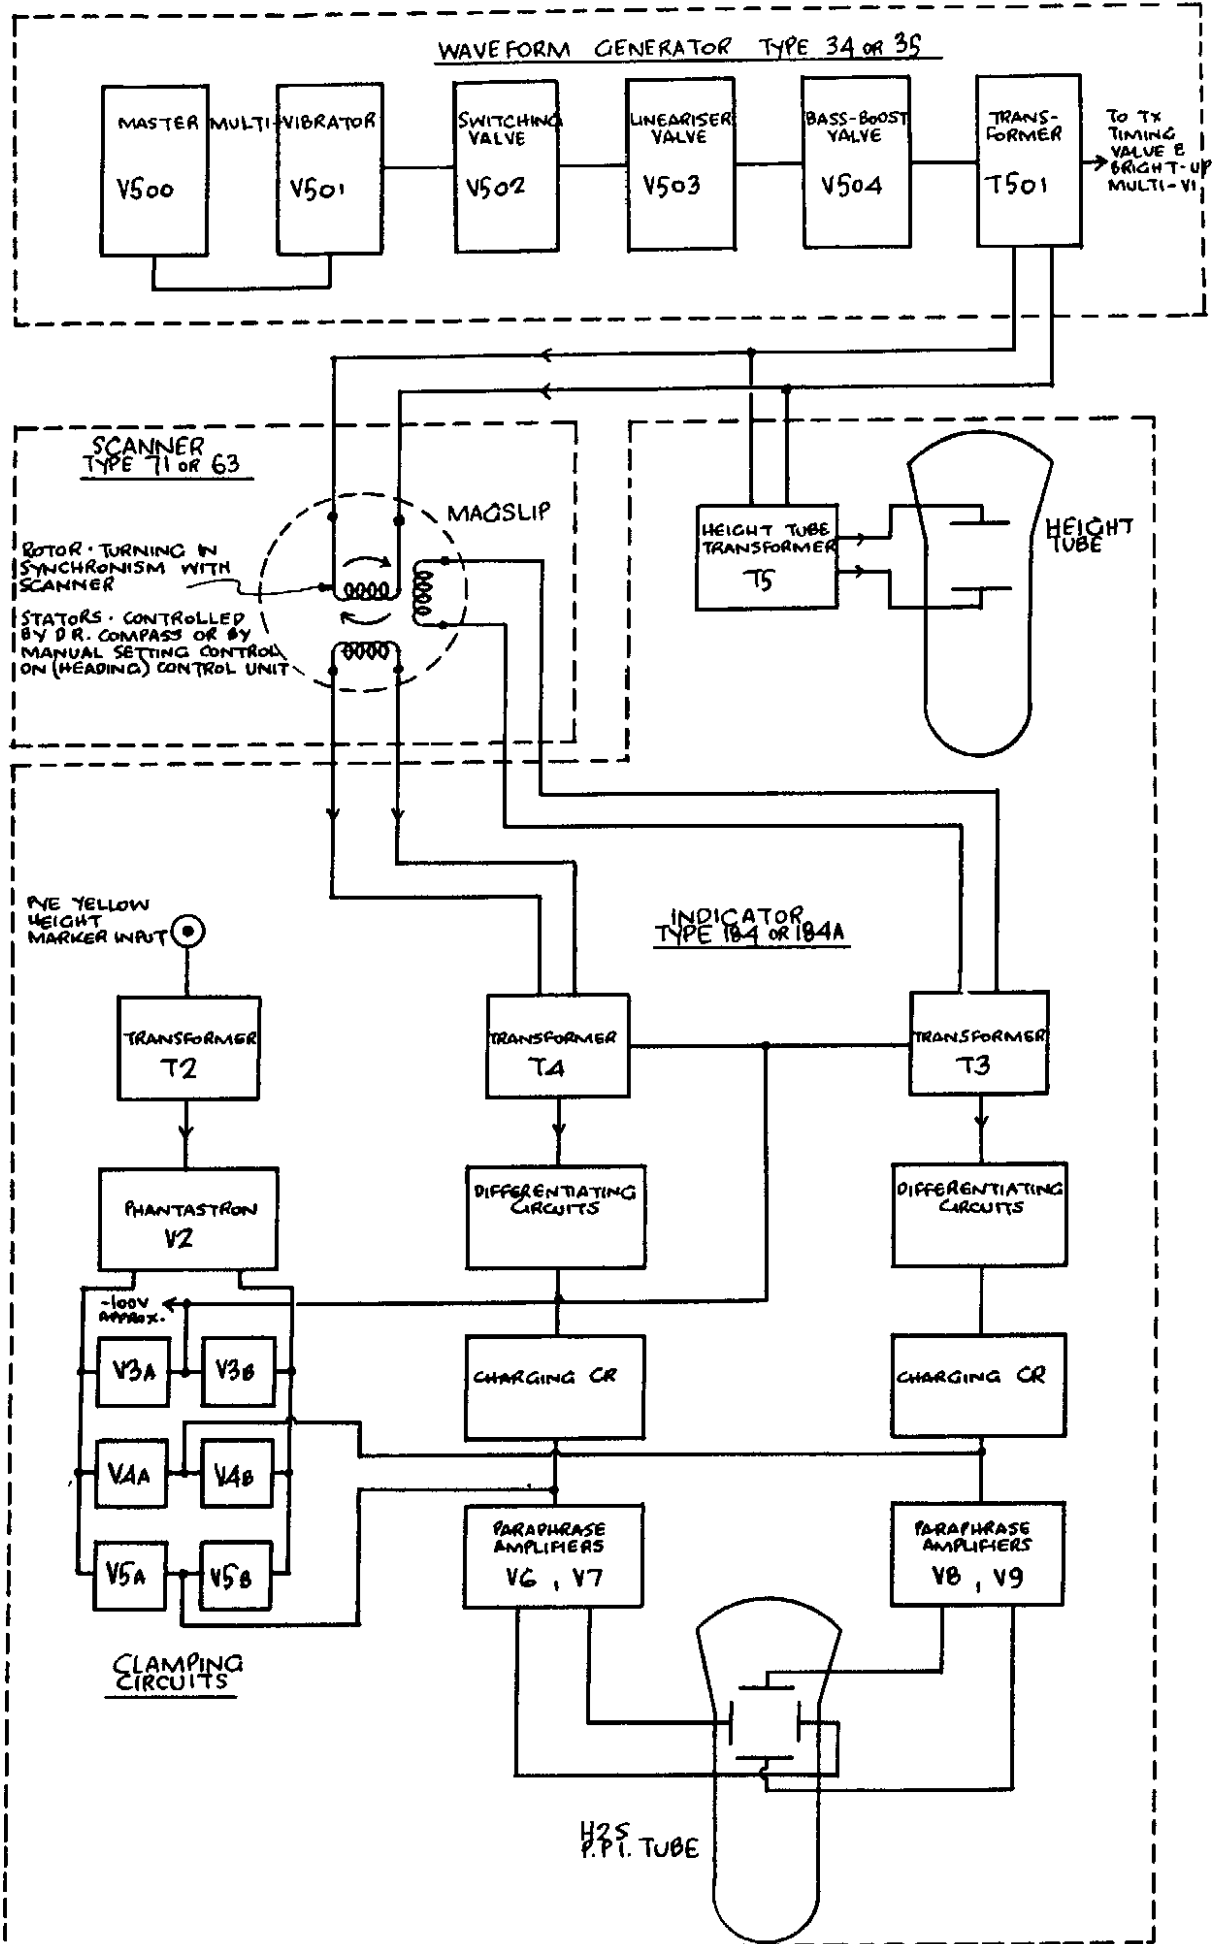 WAVEFORM GENERATOR TYPE 34 OR 35
MASTER MULTI-VIBRATOR
V500
V501
SWITCHING
VALVE
V502
LINEARISER
VALVE
V503
BASS-BOOST
VALVE
V504
TRANS-
FORMER
T501
TO TX
TIMING
VALVE &
BRIGHT-UP
MULTI-VI
SCANNER
TYPE 71 OR 63
MAGSLIP
ROTOR · TURNING IN
SYNCHRONISM WITH
SCANNER
STATORS · CONTROLLED
BY D.R. COMPASS OR BY
MANUAL SETTING CONTROL
ON (HEADING) CONTROL UNIT
HEIGHT TUBE
TRANSFORMER
T5
HEIGHT
TUBE
PYE YELLOW
HEIGHT
MARKER INPUT
INDICATOR
TYPE 184 OR 184A
TRANSFORMER
T2
TRANSFORMER
T4
TRANSFORMER
T3
PHANTASTRON
V2
DIFFERENTIATING
CIRCUITS
DIFFERENTIATING
CIRCUITS
-100V
APPROX.
V3A
V3B
CHARGING CR
CHARGING CR
V4A
V4B
V5A
V5B
PARAPHRASE
AMPLIFIERS
V6, V7
PARAPHRASE
AMPLIFIERS
V8, V9
CLAMPING
CIRCUITS
H2S
P.P.I. TUBE